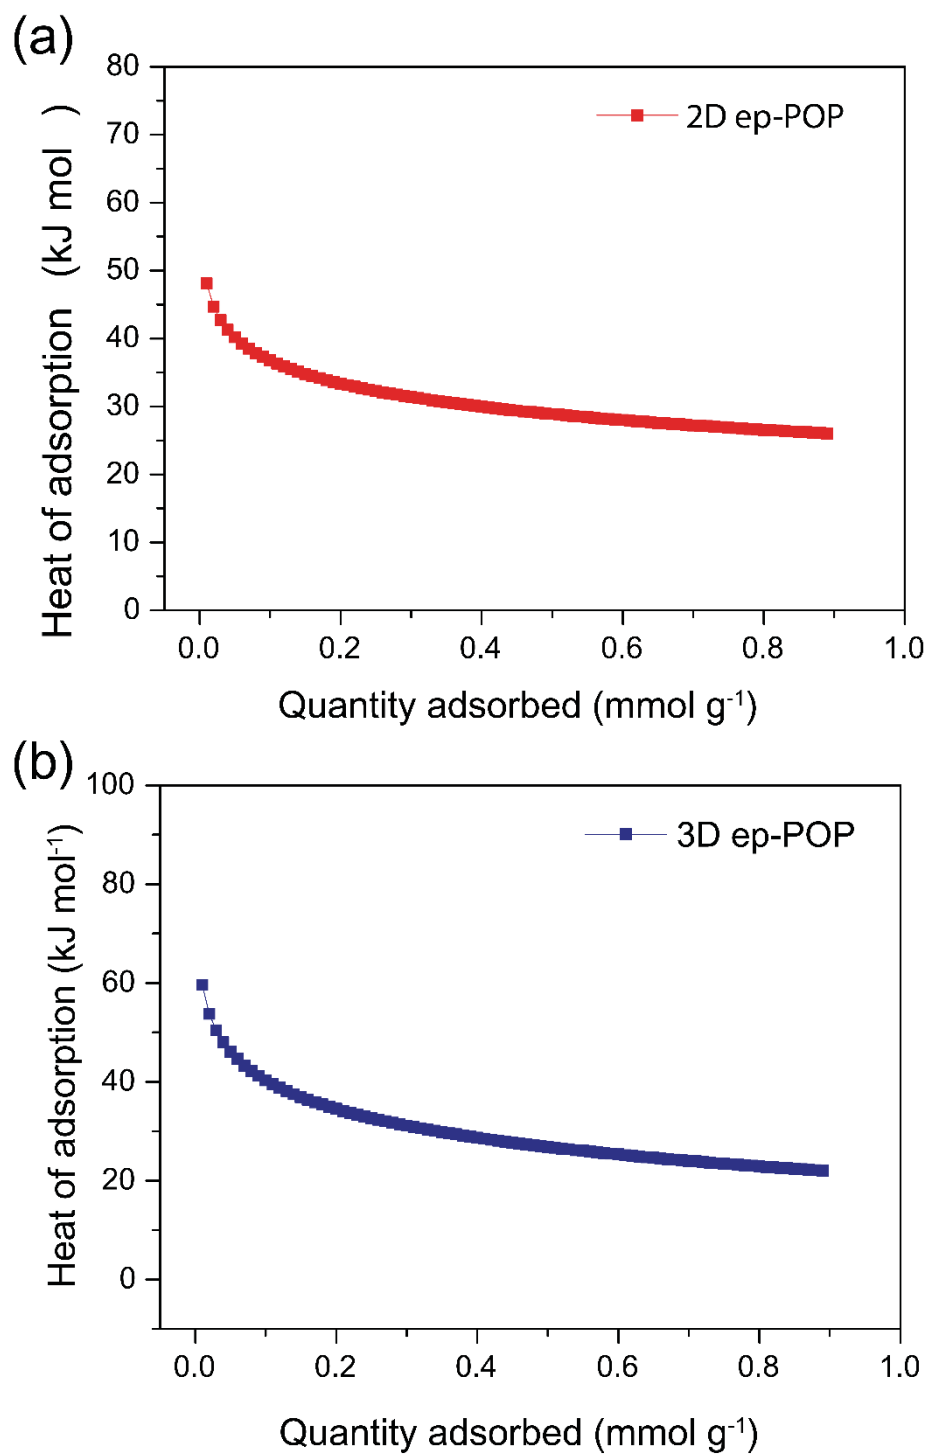 (a)
80
70
60
50
40
30
20
10
0
Heat of adsorption (kJ mol )
2D ep-POP
0.0 0.2 0.4 0.6 0.8 1.0
Quantity adsorbed (mmol g⁻¹)
(b)
100
80
60
40
20
0
Heat of adsorption (kJ mol⁻¹)
3D ep-POP
0.0 0.2 0.4 0.6 0.8 1.0
Quantity adsorbed (mmol g⁻¹)